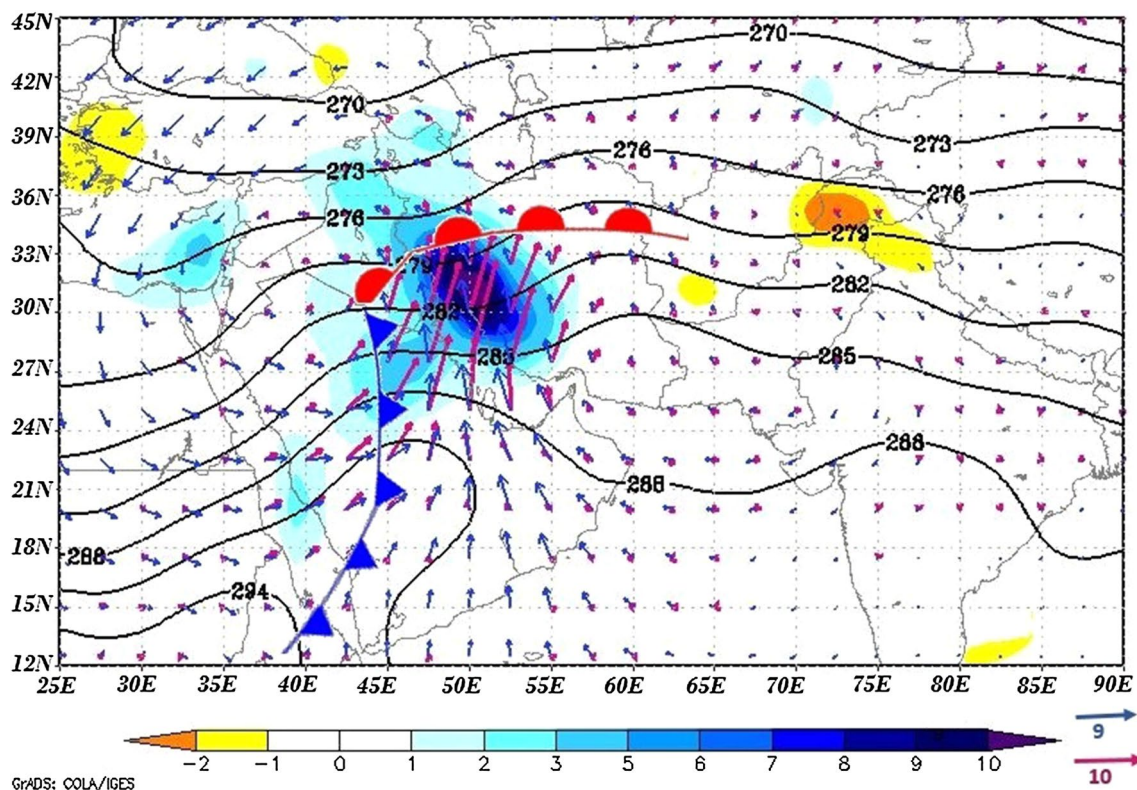 45N
270
42N
270
39N
273
276
273
36N
276
276
279
33N
279
282
30N
282
285
285
27N
24N
288
288
21N
18N
288
294
15N
12N
25E 30E 35E 40E 45E 50E 55E 60E 65E 70E 75E 80E 85E 90E
9
-2 -1 0 1 2 3 5 6 7 8 9 10
10
GrADS: COLA/IGES